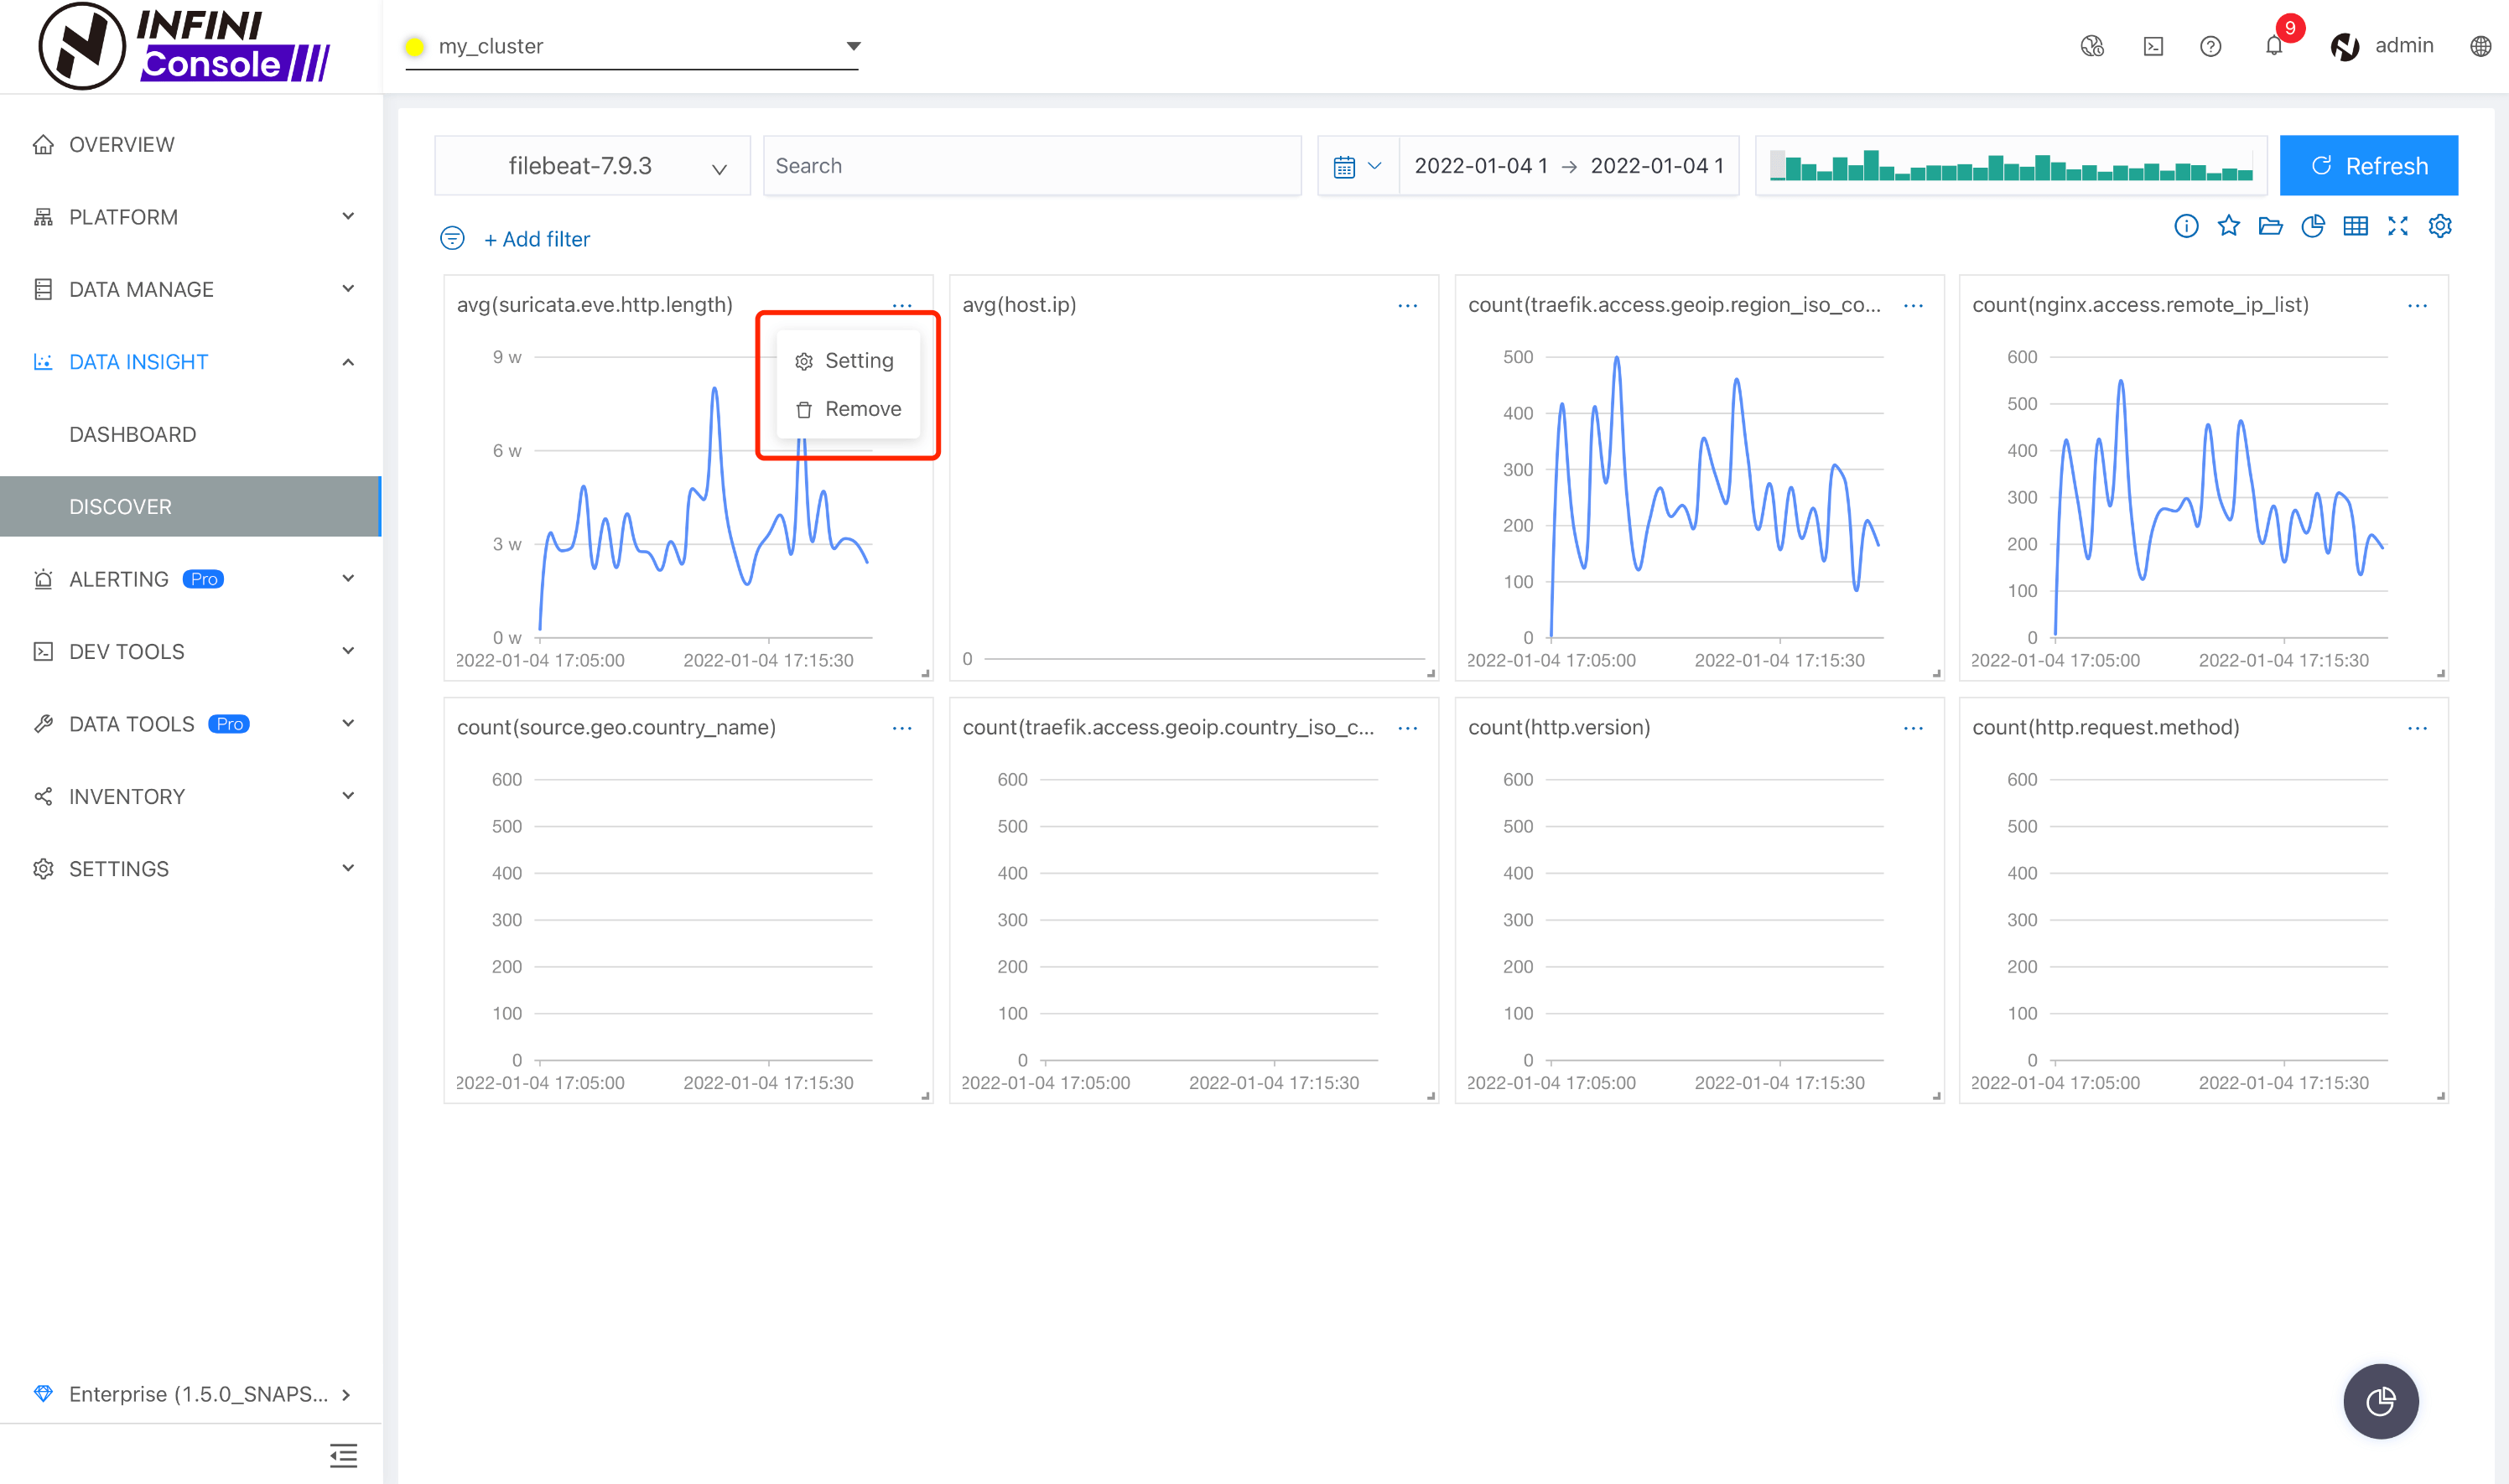 INFINI
Console
my_cluster
9
admin
OVERVIEW
PLATFORM
DATA MANAGE
DATA INSIGHT
DASHBOARD
DISCOVER
ALERTING Pro
DEV TOOLS
DATA TOOLS Pro
INVENTORY
SETTINGS
Enterprise (1.5.0_SNAPS...
filebeat-7.9.3
Search
2022-01-04 1 → 2022-01-04 1
Refresh
+ Add filter
avg(suricata.eve.http.length)
Setting
Remove
9 w
6 w
3 w
0 w
2022-01-04 17:05:00 2022-01-04 17:15:30
avg(host.ip)
0
count(traefik.access.geoip.region_iso_co...
500
400
300
200
100
0
2022-01-04 17:05:00 2022-01-04 17:15:30
count(nginx.access.remote_ip_list)
600
500
400
300
200
100
0
2022-01-04 17:05:00 2022-01-04 17:15:30
count(source.geo.country_name)
600
500
400
300
200
100
0
2022-01-04 17:05:00 2022-01-04 17:15:30
count(traefik.access.geoip.country_iso_c...
600
500
400
300
200
100
0
2022-01-04 17:05:00 2022-01-04 17:15:30
count(http.version)
600
500
400
300
200
100
0
2022-01-04 17:05:00 2022-01-04 17:15:30
count(http.request.method)
600
500
400
300
200
100
0
2022-01-04 17:05:00 2022-01-04 17:15:30